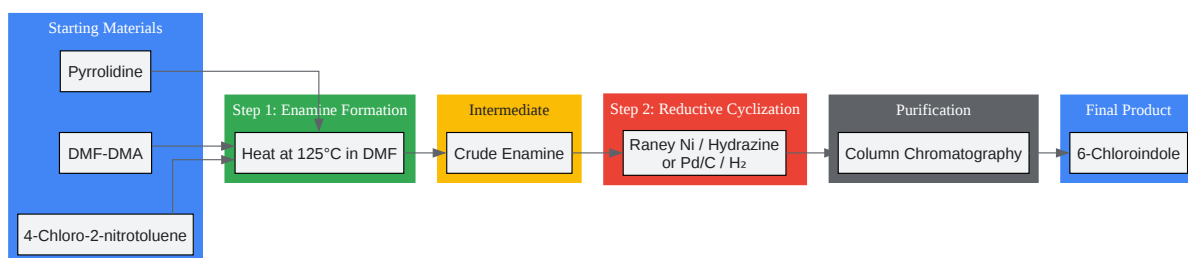 Starting Materials
Pyrrolidine
DMF-DMA
4-Chloro-2-nitrotoluene
Step 1: Enamine Formation
Heat at 125°C in DMF
Intermediate
Crude Enamine
Step 2: Reductive Cyclization
Raney Ni / Hydrazine
or Pd/C / H₂
Purification
Column Chromatography
Final Product
6-Chloroindole